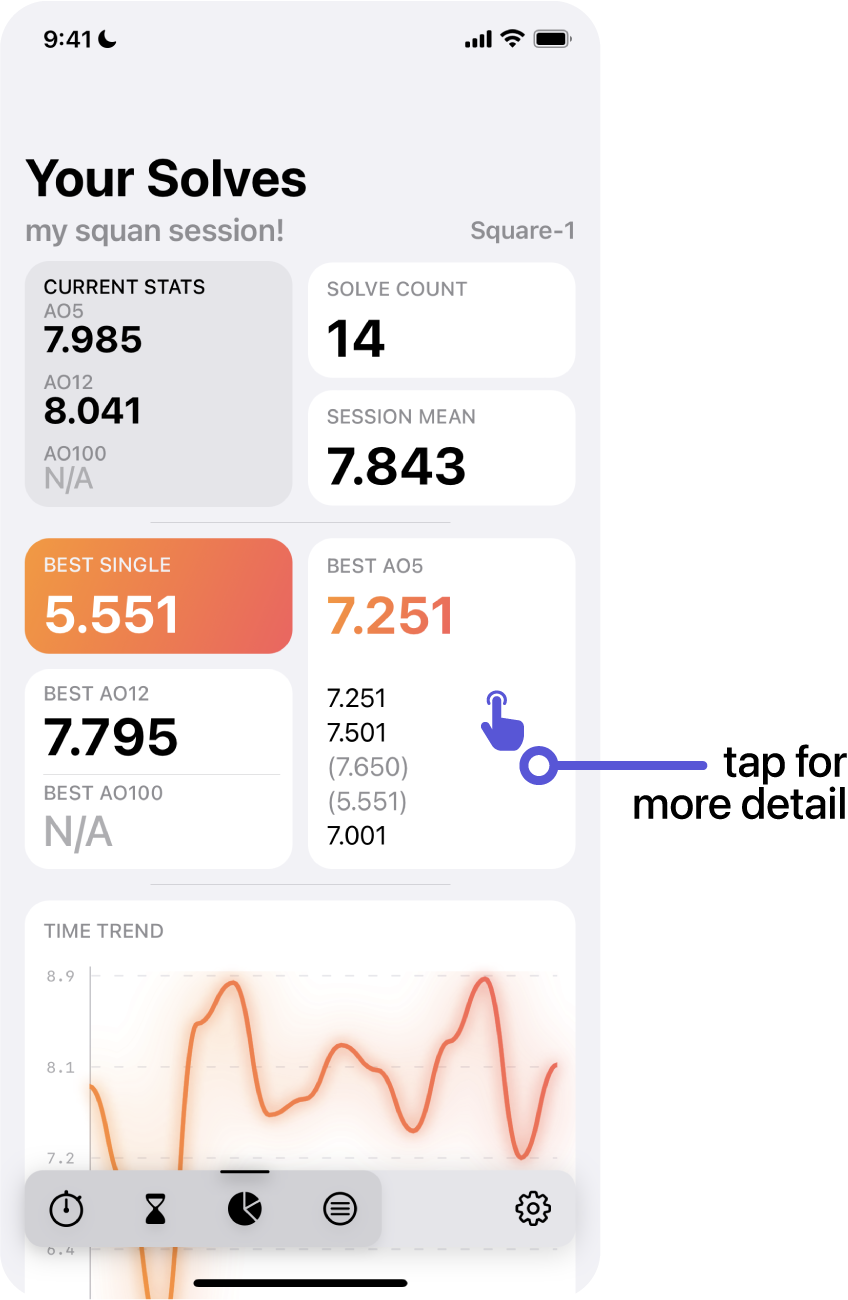 9:41
Your Solves
my squan session!
Square-1
CURRENT STATS
AO5
7.985
AO12
8.041
AO100
N/A
SOLVE COUNT
14
SESSION MEAN
7.843
BEST SINGLE
5.551
BEST AO12
7.795
BEST AO100
N/A
BEST AO5
7.251
7.251
7.501
(7.650)
(5.551)
7.001
tap for
more detail
TIME TREND
8.9
8.1
7.2
6.4